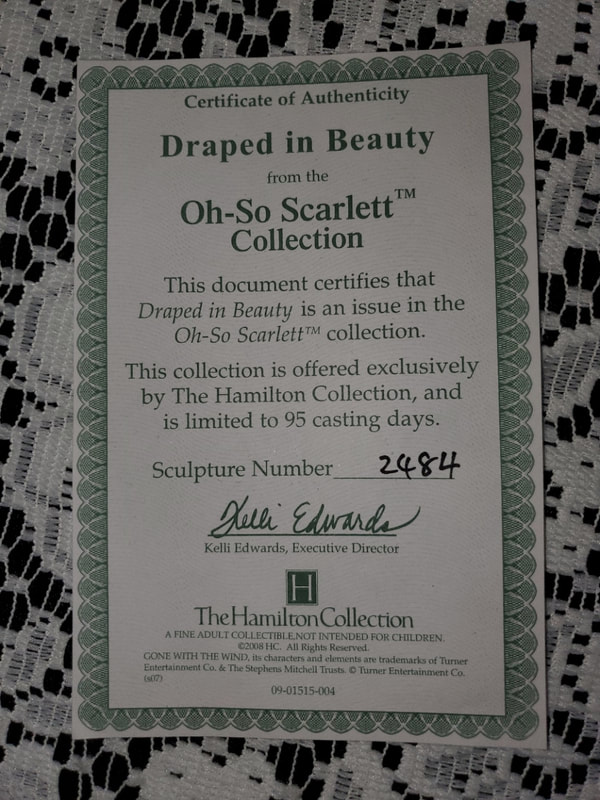 Certificate of Authenticity
Draped in Beauty
from the
Oh-So Scarlett™
Collection
This document certifies that
Draped in Beauty is an issue in the
Oh-So Scarlett™ collection.
This collection is offered exclusively
by The Hamilton Collection, and
is limited to 95 casting days.
Sculpture Number 2484
Kelli Edwards
Kelli Edwards, Executive Director
H
The Hamilton Collection
A FINE ADULT COLLECTIBLE,NOT INTENDED FOR CHILDREN.
©2008 HC. All Rights Reserved.
GONE WITH THE WIND, its characters and elements are trademarks of Turner
Entertainment Co. & The Stephens Mitchell Trusts. © Turner Entertainment Co.
(s07)
09-01515-004